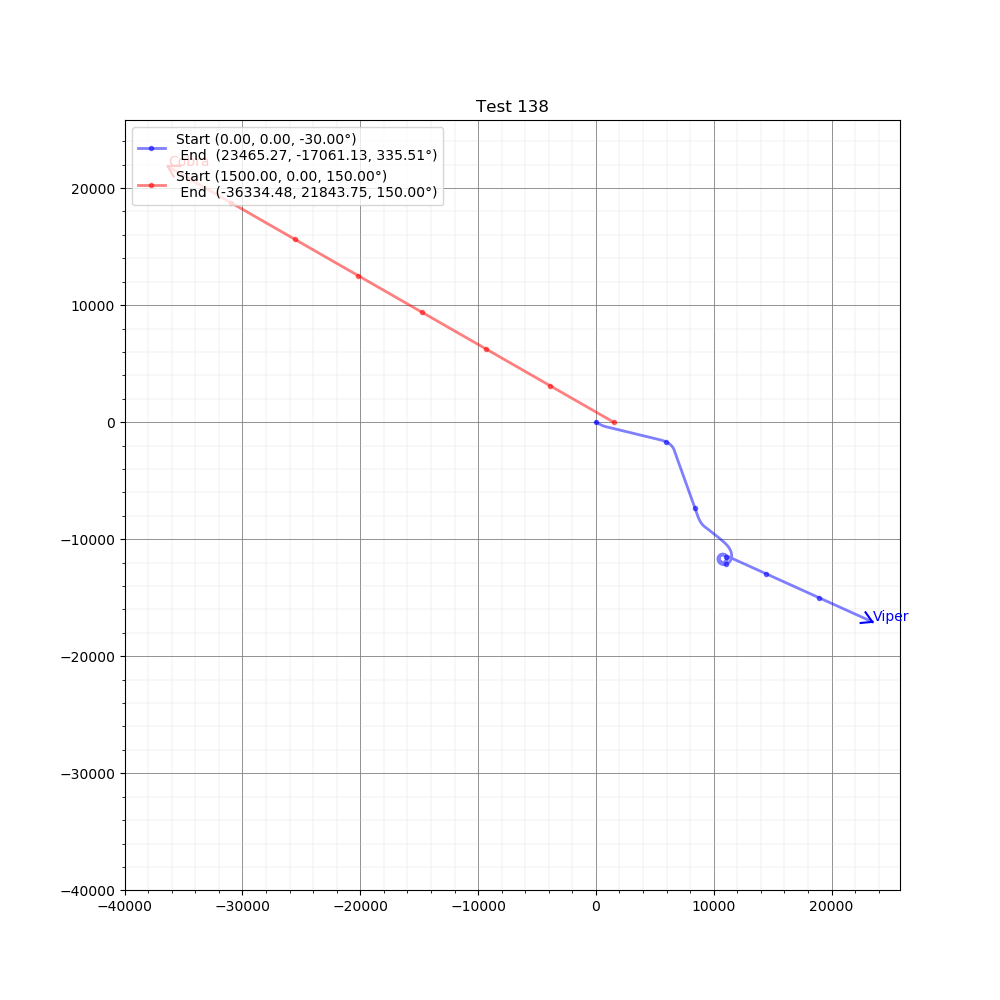 Test 138
Start (0.00, 0.00, -30.00°)
End (23465.27, -17061.13, 335.51°)
Start (1500.00, 0.00, 150.00°)
End (-36334.48, 21843.75, 150.00°)
Cobra
20000
10000
0
−10000
−20000
−30000
−40000
Viper
−40000
−30000
−20000
−10000
0
10000
20000